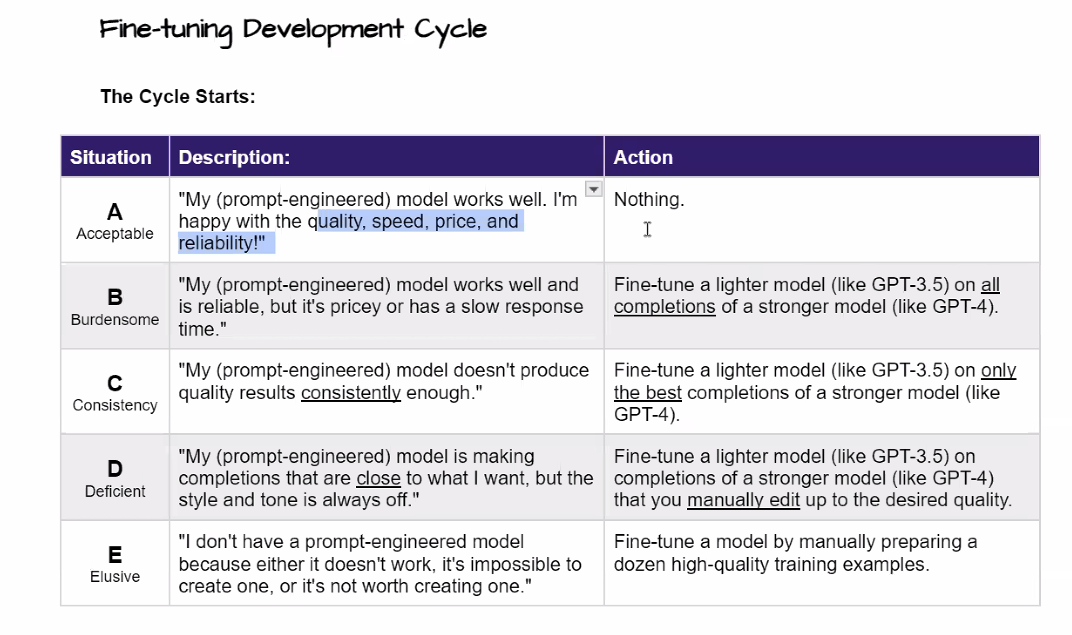 Fine-tuning Development Cycle
The Cycle Starts:
Situation
Description:
Action
A
Acceptable
"My (prompt-engineered) model works well. I'm
happy with the quality, speed, price, and
reliability!"
Nothing.
B
Burdensome
"My (prompt-engineered) model works well and
is reliable, but it's pricey or has a slow response
time."
Fine-tune a lighter model (like GPT-3.5) on all
completions of a stronger model (like GPT-4).
C
Consistency
"My (prompt-engineered) model doesn't produce
quality results consistently enough."
Fine-tune a lighter model (like GPT-3.5) on only
the best completions of a stronger model (like
GPT-4).
D
Deficient
"My (prompt-engineered) model is making
completions that are close to what I want, but the
style and tone is always off."
Fine-tune a lighter model (like GPT-3.5) on
completions of a stronger model (like GPT-4)
that you manually edit up to the desired quality.
E
Elusive
"I don't have a prompt-engineered model
because either it doesn't work, it's impossible to
create one, or it's not worth creating one."
Fine-tune a model by manually preparing a
dozen high-quality training examples.